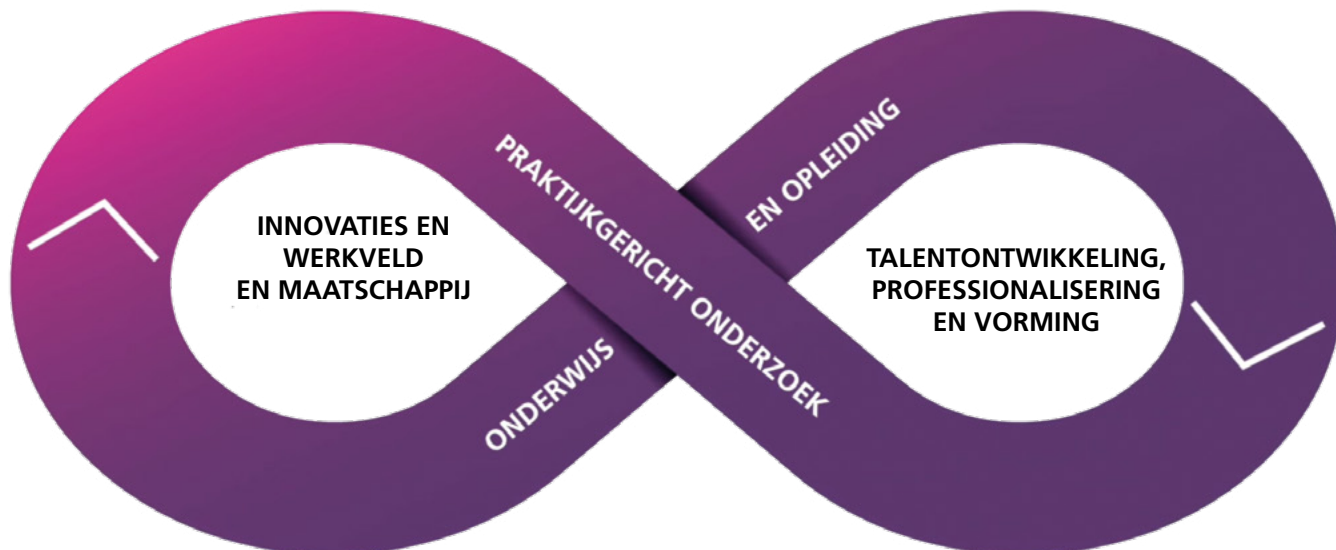 INNOVATIES EN
WERKVELD
EN MAATSCHAPPIJ
PRAKTIJKGERICHT ONDERZOEK
ONDERWIJS
EN OPLEIDING
TALENTONTWIKKELING,
PROFESSIONALISERING
EN VORMING